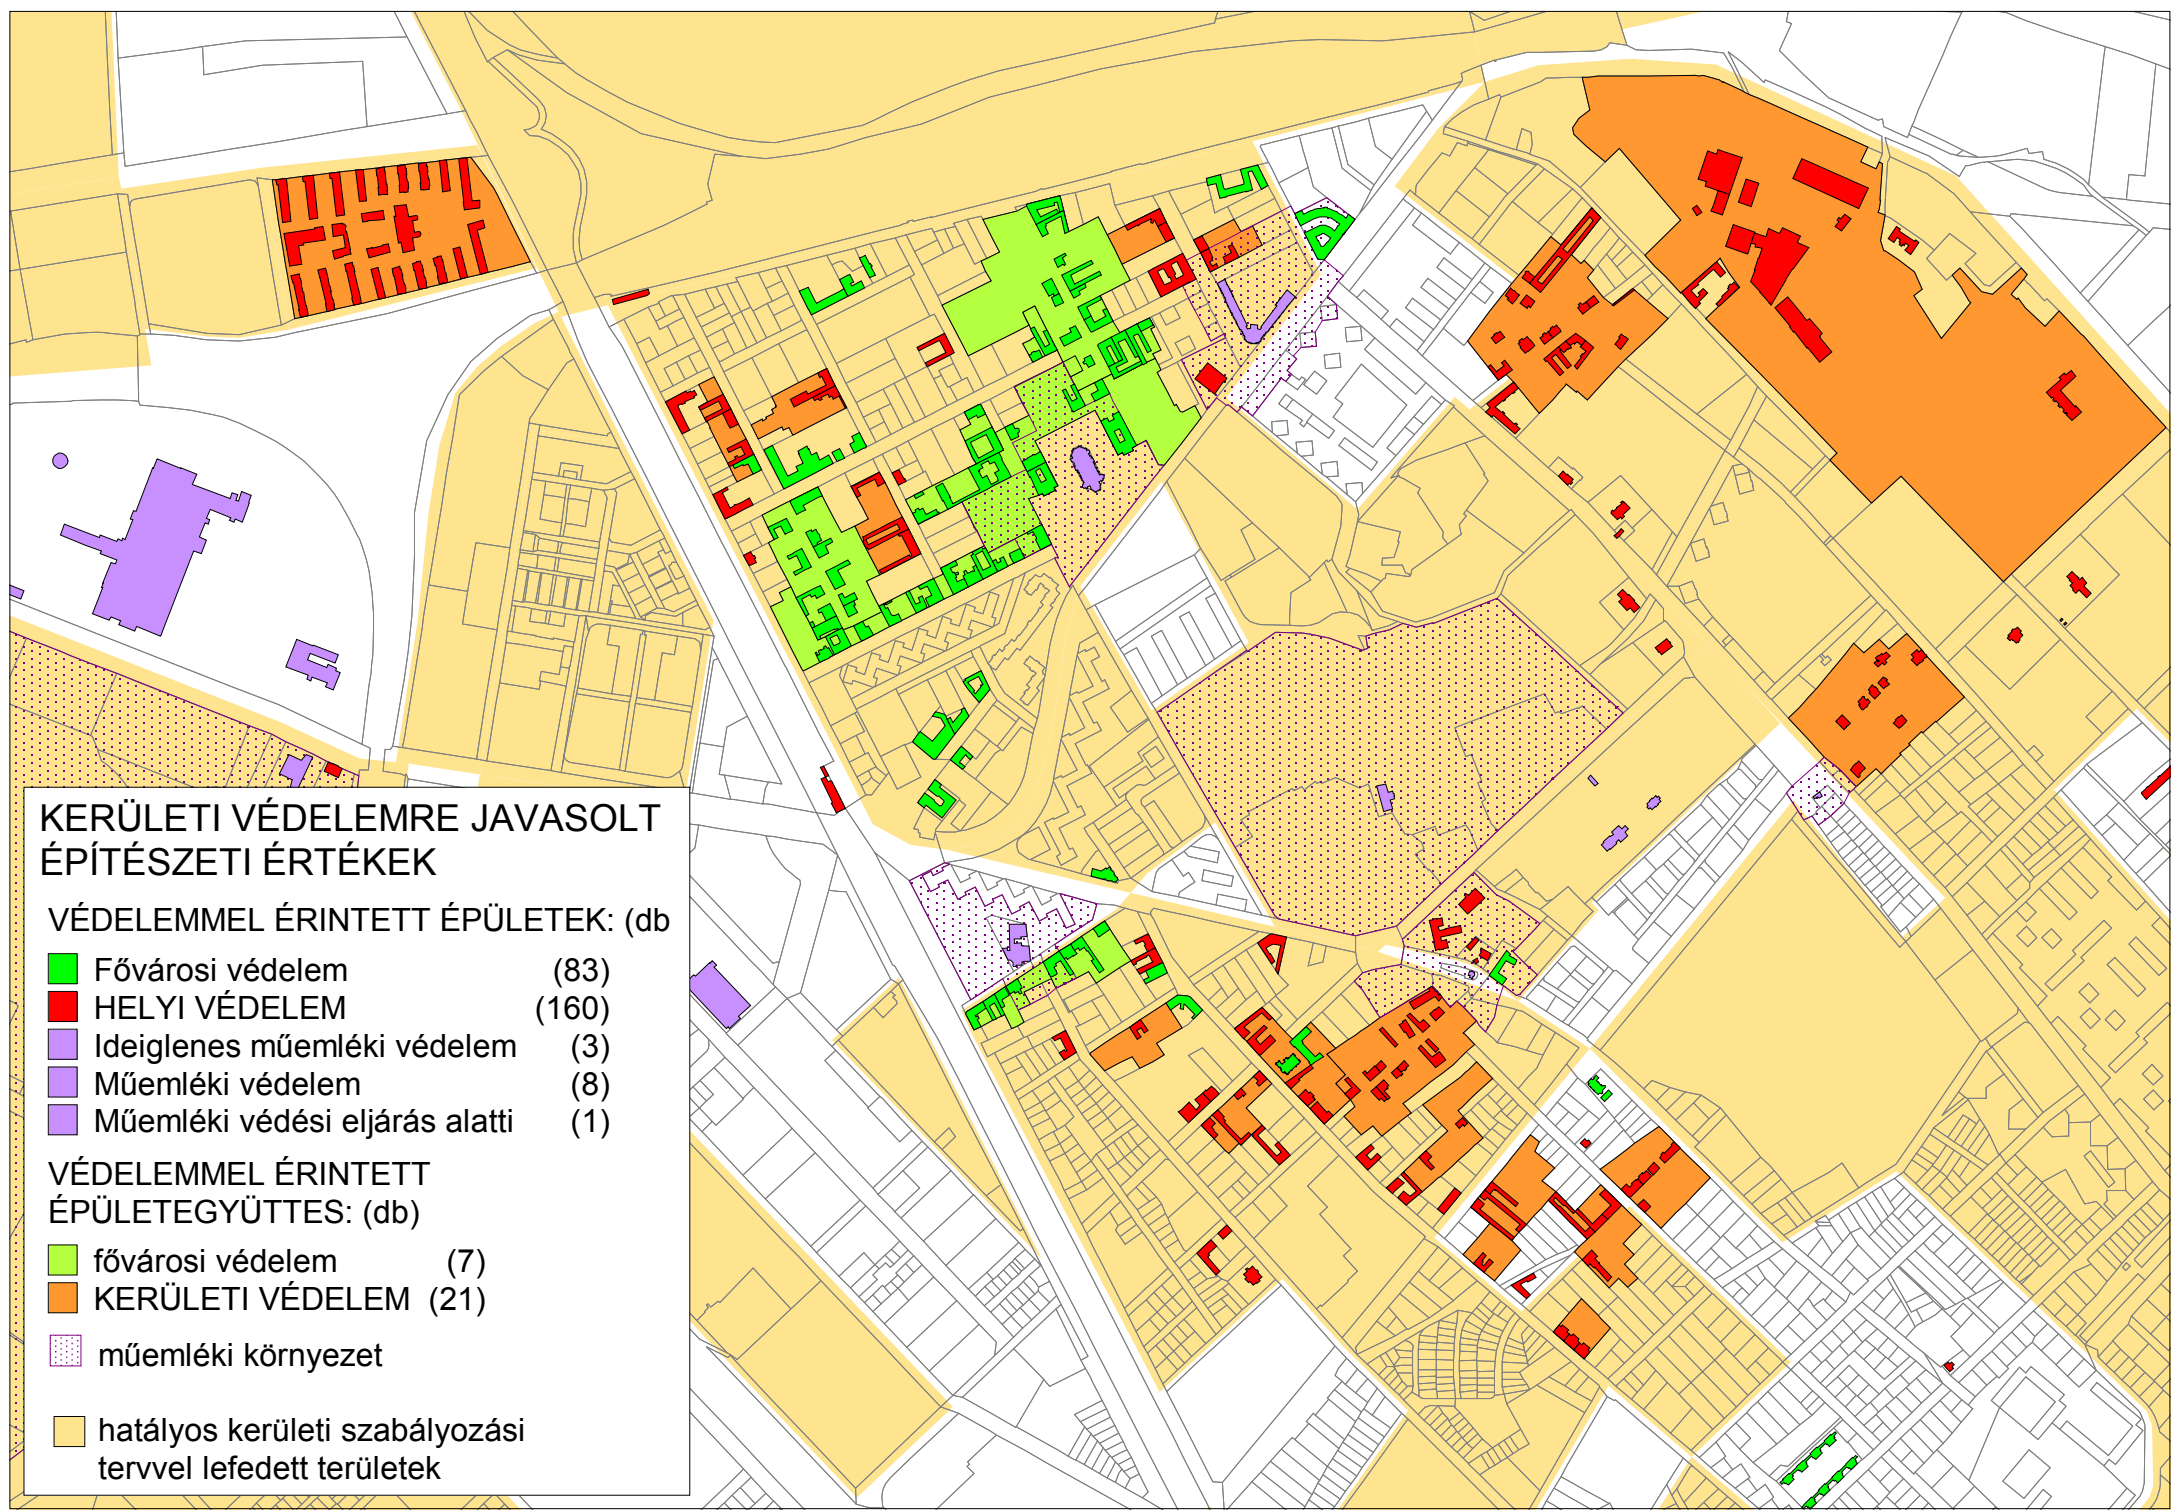 KERÜLETI VÉDELEMRE JAVASOLT
ÉPÍTÉSZETI ÉRTÉKEK
VÉDELEMMEL ÉRINTETT ÉPÜLETEK: (db
Fővárosi védelem (83)
HELYI VÉDELEM (160)
Ideiglenes műemléki védelem (3)
Műemléki védelem (8)
Műemléki védési eljárás alatti (1)
VÉDELEMMEL ÉRINTETT
ÉPÜLETEGYÜTTES: (db)
fővárosi védelem (7)
KERÜLETI VÉDELEM (21)
műemléki környezet
hatályos kerületi szabályozási
tervvel lefedett területek